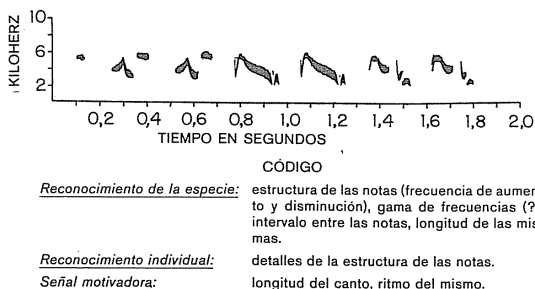 KILOHERZ
10
6
2
0,2 0,4 0,6 0,8 1,0 1,2 1,4 1,6 1,8 2,0
TIEMPO EN SEGUNDOS
CÓDIGO
Reconocimiento de la especie: estructura de las notas (frecuencia de aumen-
to y disminución), gama de frecuencias (?)
intervalo entre las notas, longitud de las mis-
mas.
Reconocimiento individual: detalles de la estructura de las notas.
Señal motivadora: longitud del canto, ritmo del mismo.